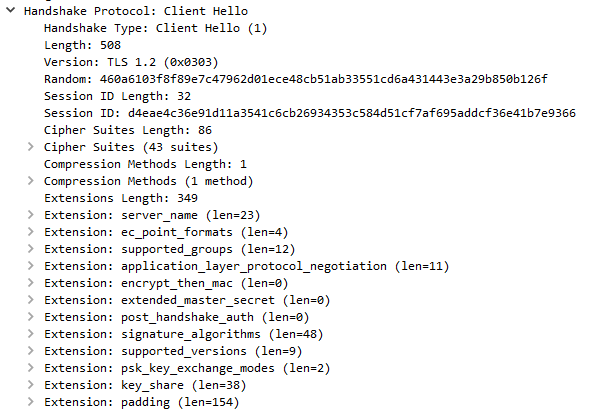 Handshake Protocol: Client Hello
Handshake Type: Client Hello (1)
Length: 508
Version: TLS 1.2 (0x0303)
Random: 460a6103f8f89e7c47962d01ece48cb51ab33551cd6a431443e3a29b850b126f
Session ID Length: 32
Session ID: d4eae4c36e91d11a3541c6cb26934353c584d51cf7af695addcf36e41b7e9366
Cipher Suites Length: 86
Cipher Suites (43 suites)
Compression Methods Length: 1
Compression Methods (1 method)
Extensions Length: 349
Extension: server_name (len=23)
Extension: ec_point_formats (len=4)
Extension: supported_groups (len=12)
Extension: application_layer_protocol_negotiation (len=11)
Extension: encrypt_then_mac (len=0)
Extension: extended_master_secret (len=0)
Extension: post_handshake_auth (len=0)
Extension: signature_algorithms (len=48)
Extension: supported_versions (len=9)
Extension: psk_key_exchange_modes (len=2)
Extension: key_share (len=38)
Extension: padding (len=154)